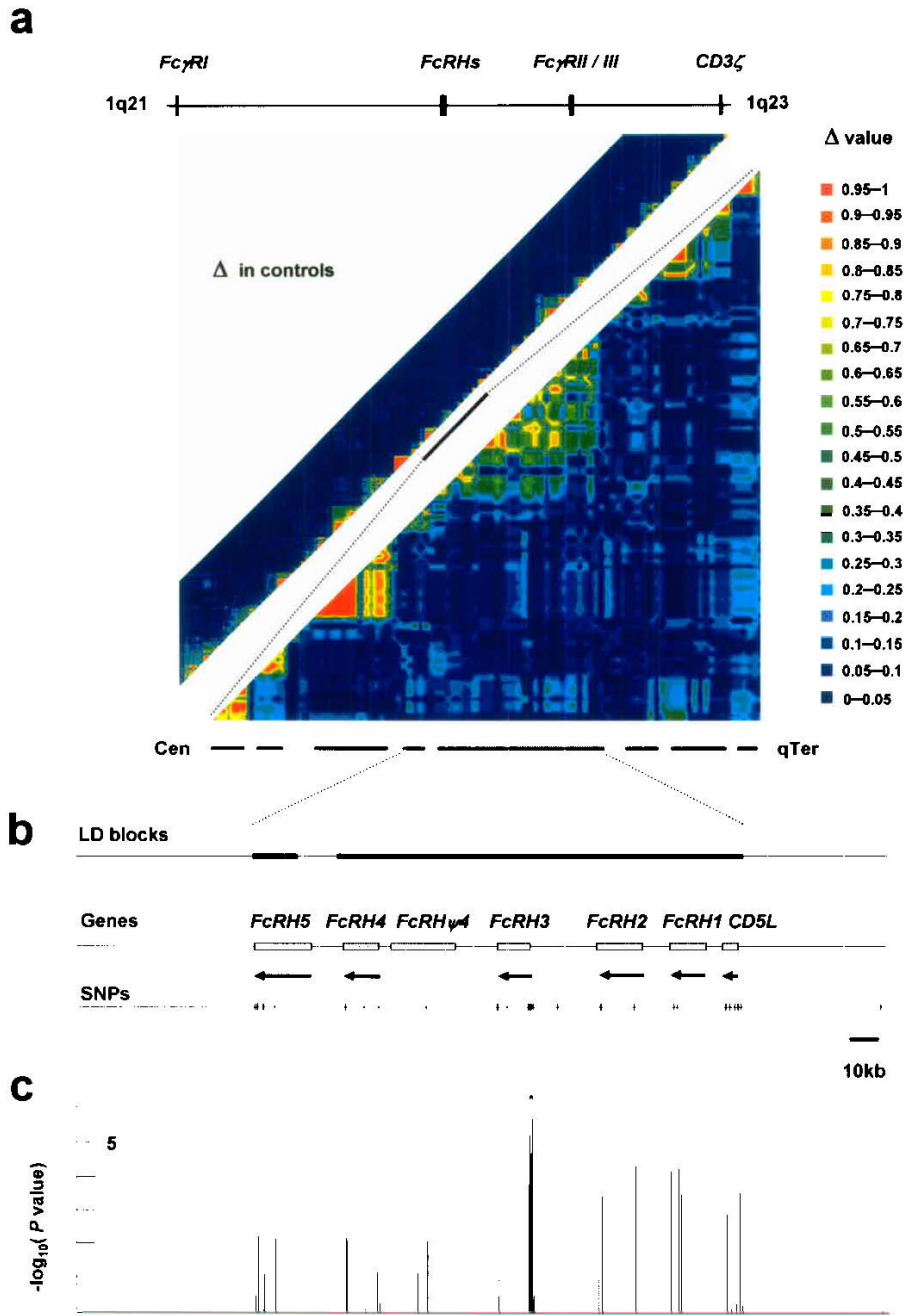 a
FcγRI FcRHs FcγRII / III CD3ζ
1q21 1q23
Δ value
Δ in controls
0.95—1
0.9—0.95
0.85—0.9
0.8—0.85
0.75—0.8
0.7—0.75
0.65—0.7
0.6—0.65
0.55—0.6
0.5—0.55
0.45—0.5
0.4—0.45
0.35—0.4
0.3—0.35
0.25—0.3
0.2—0.25
0.15—0.2
0.1—0.15
0.05—0.1
0—0.05
Cen qTer
b
LD blocks
Genes FcRH5 FcRH4 FcRHψ4 FcRH3 FcRH2 FcRH1 CD5L
SNPs
10kb
c
*
5
-log10( P value)